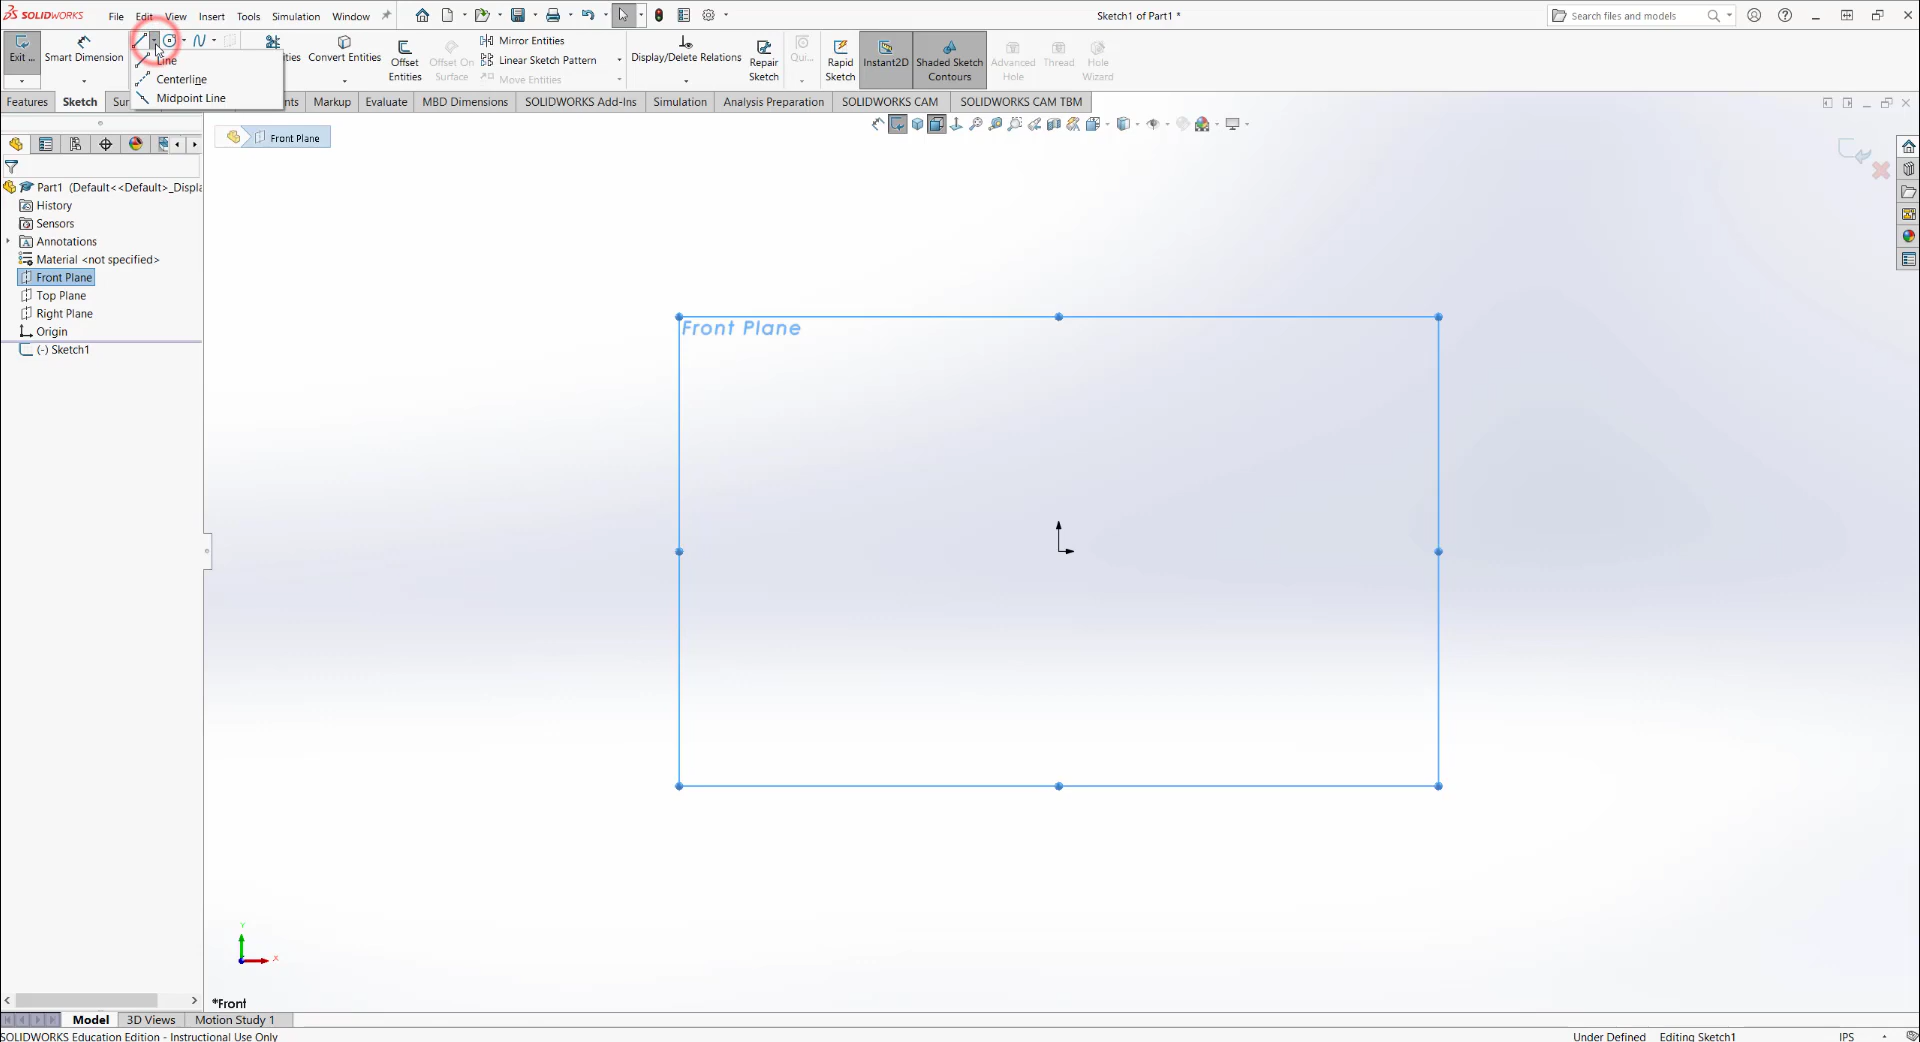 SOLIDWORKS File Edit View Insert Tools Simulation Window Sketch1 of Part1 * Search files and models
Exit ... Smart Dimension Convert Entities Offset Entities Offset On Surface Mirror Entities Linear Sketch Pattern Move Entities Display/Delete Relations Repair Sketch Qui... Rapid Sketch Instant2D Shaded Sketch Contours Advanced Hole Thread Hole Wizard
Line
Centerline
Midpoint Line
Features Sketch Markup Evaluate MBD Dimensions SOLIDWORKS Add-Ins Simulation Analysis Preparation SOLIDWORKS CAM SOLIDWORKS CAM TBM
Front Plane
Part1 (Default<<Default>_Displa
History
Sensors
Annotations
Material <not specified>
Front Plane
Top Plane
Right Plane
Origin
(-) Sketch1
Front Plane
Y
X
*Front
Model 3D Views Motion Study 1
SOLIDWORKS Education Edition - Instructional Use Only Under Defined Editing Sketch1 IPS